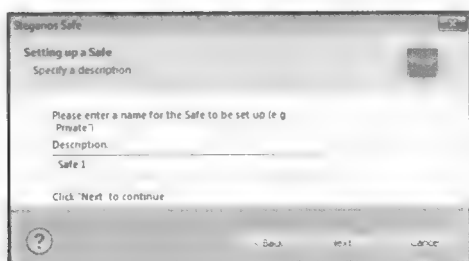 Steganos Safe
Setting up a Safe
Specify a description
Please enter a name for the Safe to be set up (e g
Private")
Description.
Safe 1
Click "Next to continue
?
< Back
Next
Cancel